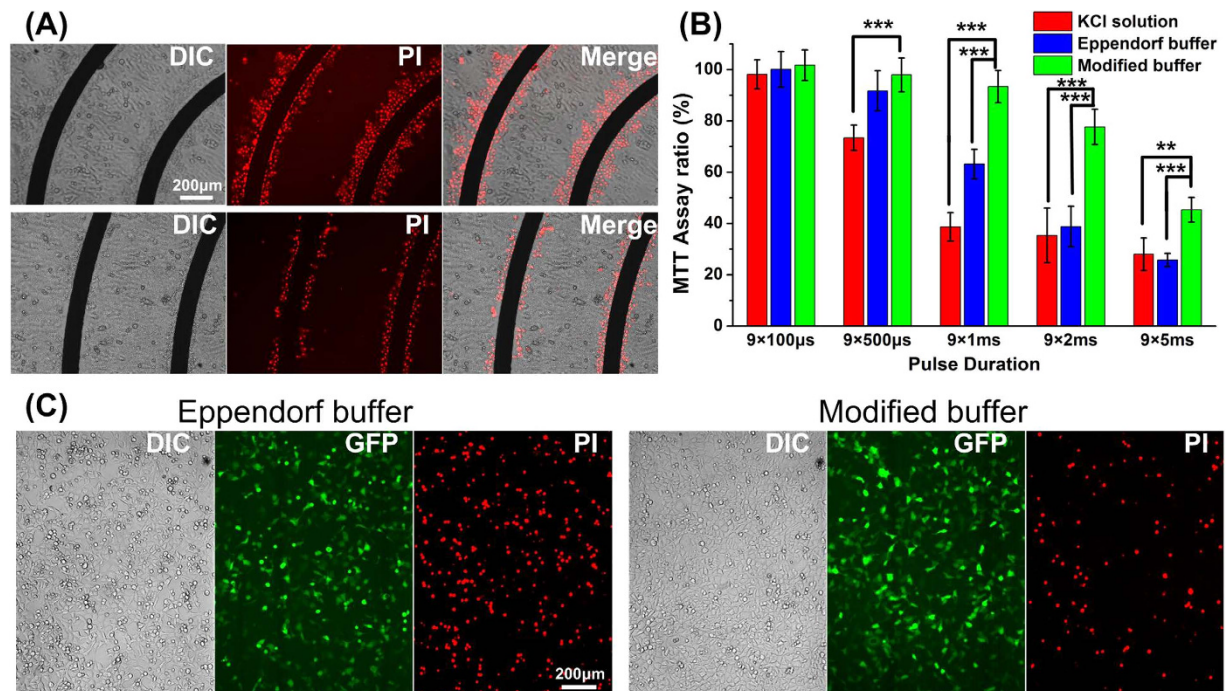 (A)
DIC
PI
Merge
200μm
DIC
PI
Merge
(B)
KCl solution
Eppendorf buffer
Modified buffer
MTT Assay ratio (%)
100
80
60
40
20
0
***
***
***
***
***
**
***
9×100μs
9×500μs
9×1ms
9×2ms
9×5ms
Pulse Duration
(C)
Eppendorf buffer
Modified buffer
DIC
GFP
PI
200μm
DIC
GFP
PI